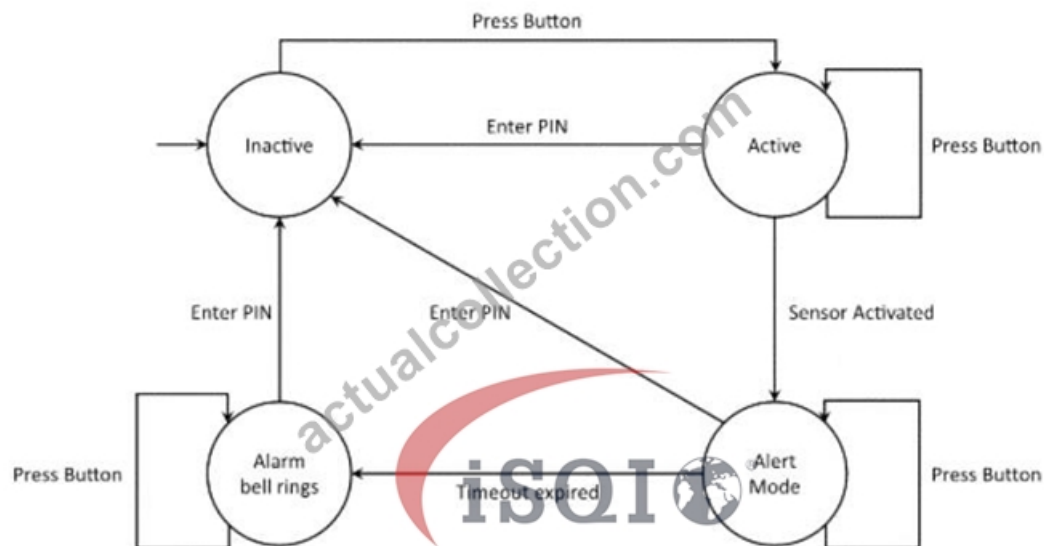 Press Button
Inactive
Enter PIN
Active
Press Button
Enter PIN
Enter PIN
Sensor Activated
Press Button
Alarm
bell rings
Timeout expired
Alert
Mode
Press Button
actualcollection.com
iSQI
®